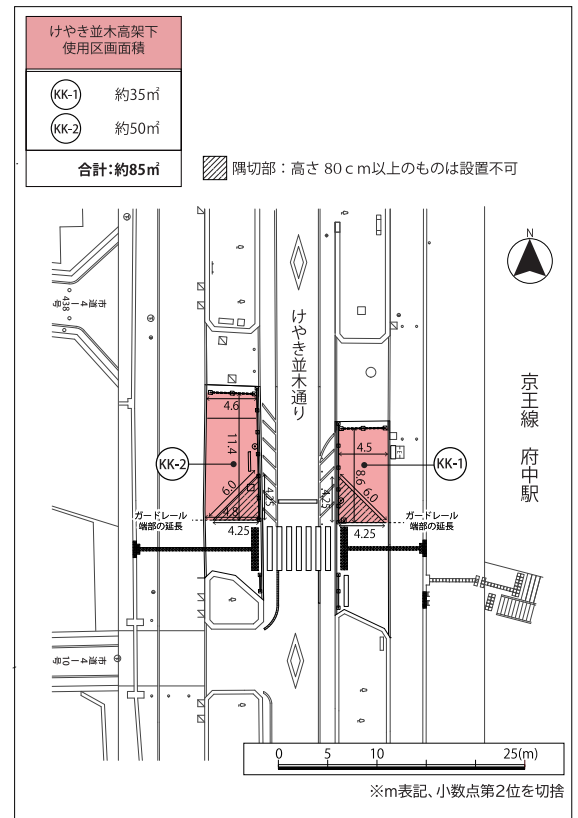 けやき並木高架下
使用区画面積
KK-1 約35㎡
KK-2 約50㎡
合計:約85㎡
隅切部：高さ 80ｃｍ以上のものは設置不可
N
けやき並木通り
京王線 府中駅
市道4－438号
4.6
11.4
KK-2
6.0
4.8
4.25
4.25
4.5
8.6
KK-1
6.0
4.25
4.25
ガードレール
端部の延長
ガードレール
端部の延長
市道4－10号
0 5 10 25(m)
※m表記、小数点第2位を切捨